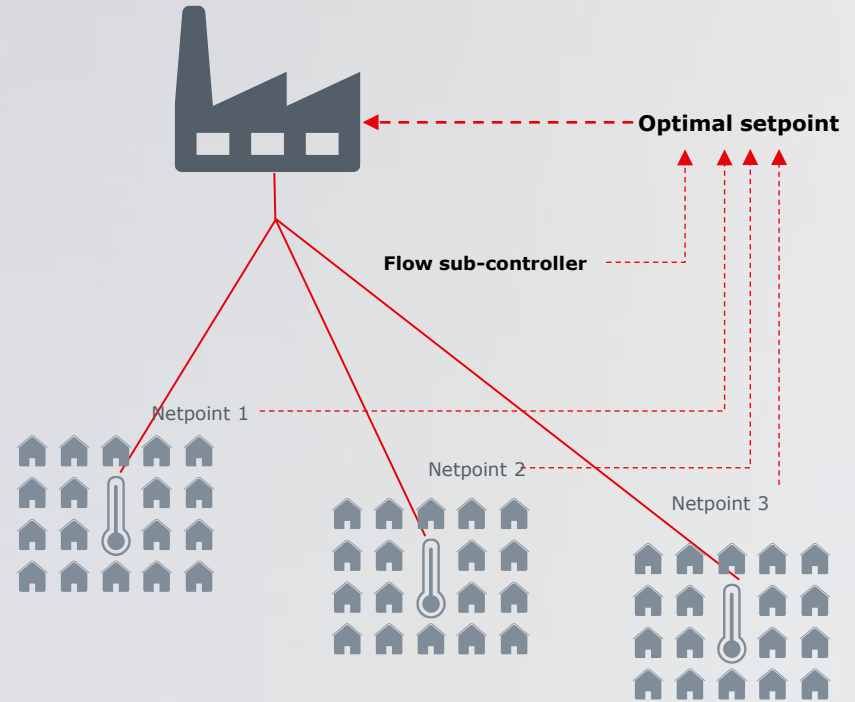 Optimal setpoint
Flow sub-controller
Netpoint 1
Netpoint 2
Netpoint 3